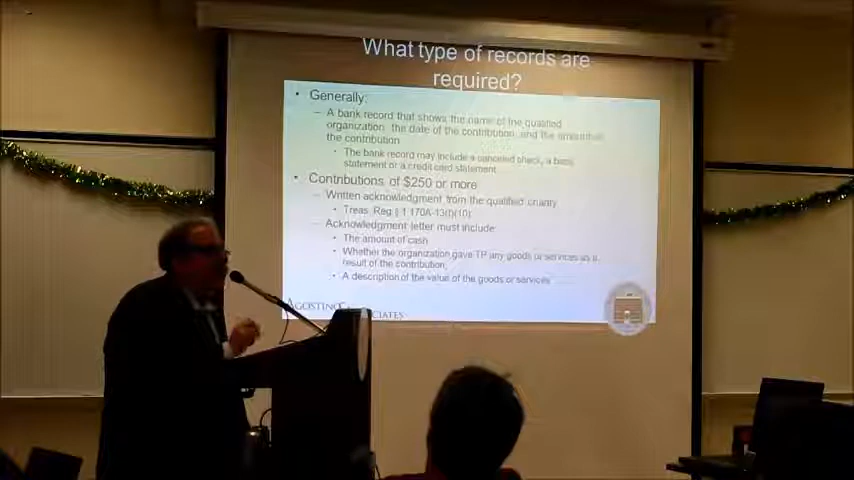 What type of records are
required?
• Generally:
– A bank record that shows the name of the qualified
organization, the date of the contribution, and the amount of
the contribution
• The bank record may include a canceled check, a bank
statement or a credit card statement
• Contributions of $250 or more
– Written acknowledgment from the qualified charity
• Treas. Reg § 1.170A-13(f)(10)
– Acknowledgment letter must include:
• The amount of cash
• Whether the organization gave TP any goods or services as a
result of the contribution
• A description of the value of the goods or services
AGOSTINO
CIATES